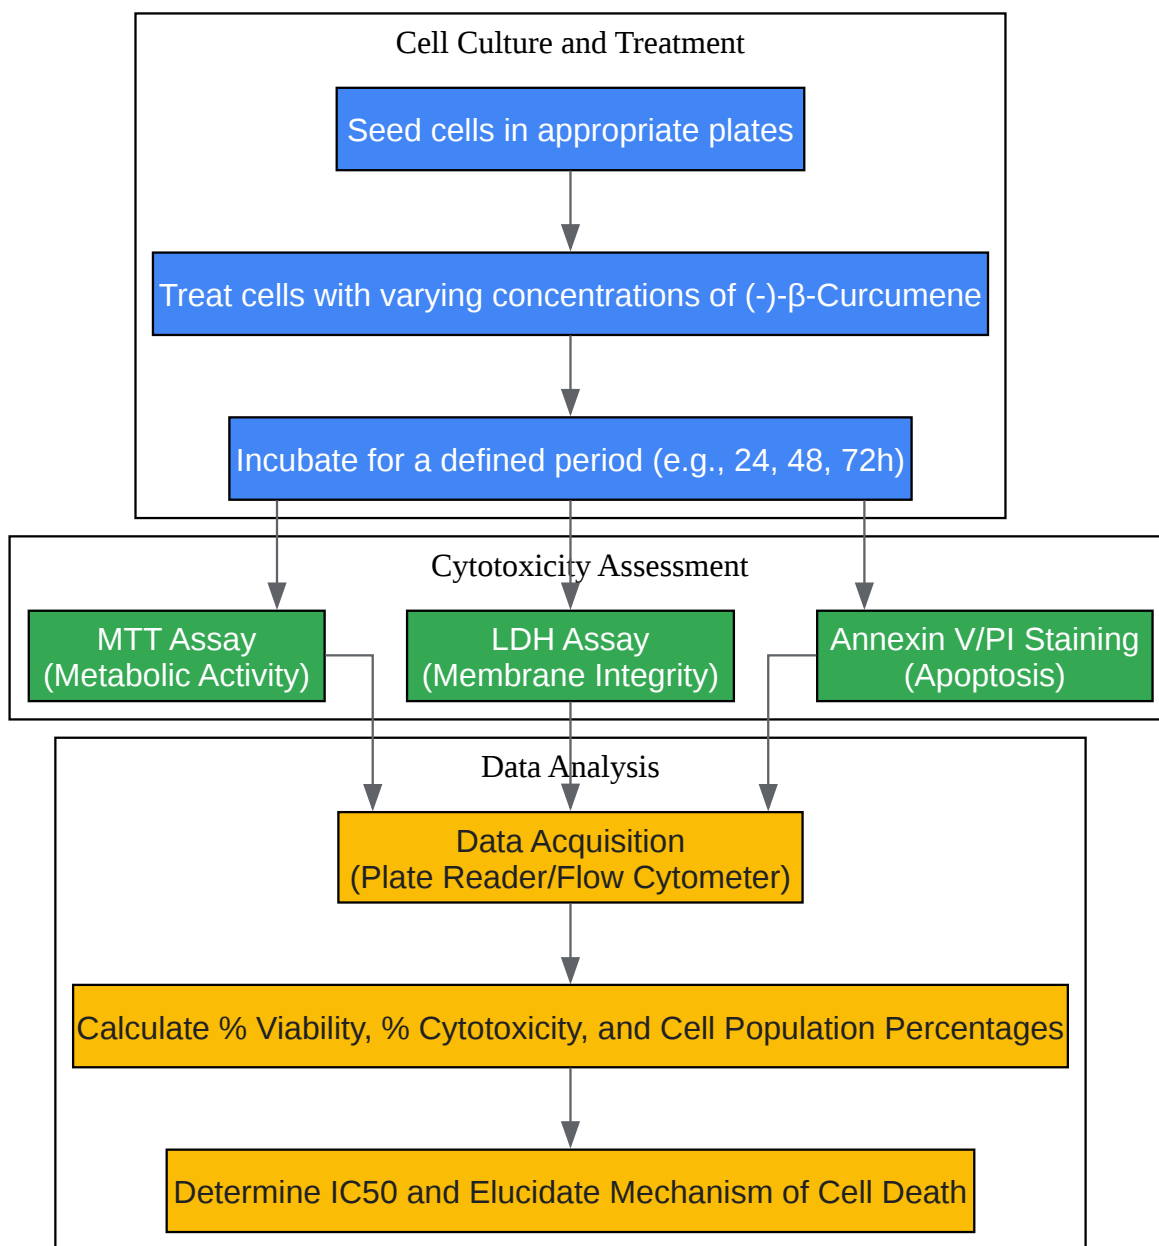 Cell Culture and Treatment
Seed cells in appropriate plates
Treat cells with varying concentrations of (-)-β-Curcumene
Incubate for a defined period (e.g., 24, 48, 72h)
Cytotoxicity Assessment
MTT Assay
(Metabolic Activity)
LDH Assay
(Membrane Integrity)
Annexin V/PI Staining
(Apoptosis)
Data Analysis
Data Acquisition
(Plate Reader/Flow Cytometer)
Calculate % Viability, % Cytotoxicity, and Cell Population Percentages
Determine IC50 and Elucidate Mechanism of Cell Death